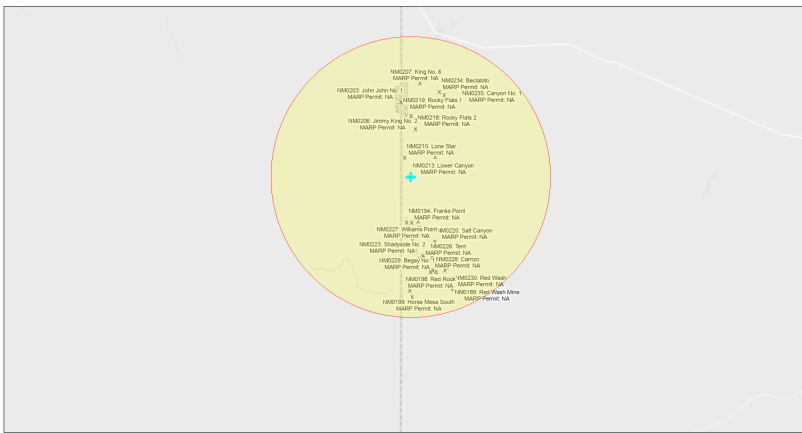 NM0207: King No. 6
MARP Permit: NA
NM0234: Beclabito
MARP Permit: NA
NM0203: John John No. 1
MARP Permit: NA
NM0235: Canyon No. 1
MARP Permit: NA
NM0219: Rocky Flats 1
MARP Permit: NA
NM0208: Jimmy King No. 2
MARP Permit: NA
NM0218: Rocky Flats 2
MARP Permit: NA
NM0210: Lone Star
MARP Permit: NA
NM0213: Lower Canyon
MARP Permit: NA
NM0194: Franks Point
MARP Permit: NA
NM0227: Williams Point
MARP Permit: NA
NM0220: Salt Canyon
MARP Permit: NA
NM0223: Shadyside No. 2
MARP Permit: NA
NM0226: Tent
MARP Permit: NA
NM0229: Begay No.
MARP Permit: NA
NM0228: Carrizo
MARP Permit: NA
NM0198: Red Rock
MARP Permit: NA
NM0230: Red Wash
MARP Permit: NA
NM0189: Red Wash Mine
MARP Permit: NA
NM0199: Horse Mesa South
MARP Permit: NA